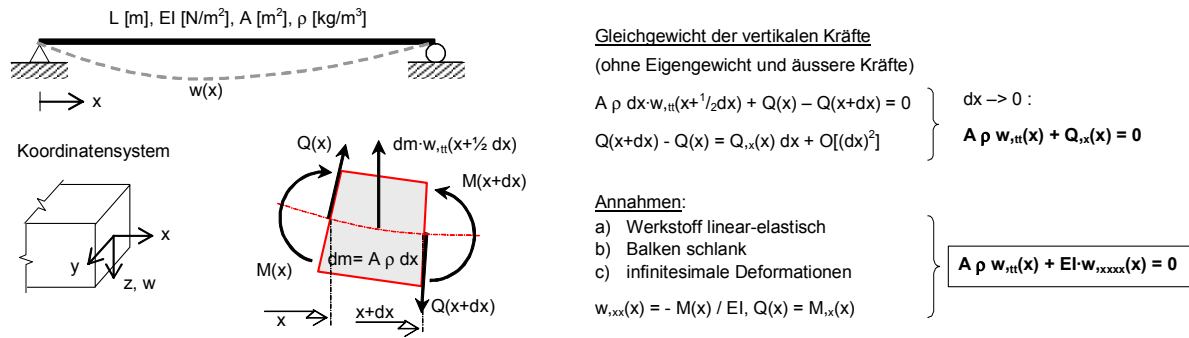 L [m], EI [N/m²], A [m²], ρ [kg/m³]
w(x)
x
Koordinatensystem
x
y
z, w
Q(x)
dm·w,tt(x+½ dx)
M(x+dx)
M(x)
dm= A ρ dx
Q(x+dx)
x
x+dx
Gleichgewicht der vertikalen Kräfte
(ohne Eigengewicht und äussere Kräfte)
A ρ dx·w,tt(x+1/2dx) + Q(x) – Q(x+dx) = 0
Q(x+dx) - Q(x) = Q,x(x) dx + O[(dx)²]
dx –> 0 :
A ρ w,tt(x) + Q,x(x) = 0
Annahmen:
a) Werkstoff linear-elastisch
b) Balken schlank
c) infinitesimale Deformationen
w,xx(x) = - M(x) / EI, Q(x) = M,x(x)
A ρ w,tt(x) + EI·w,xxxx(x) = 0